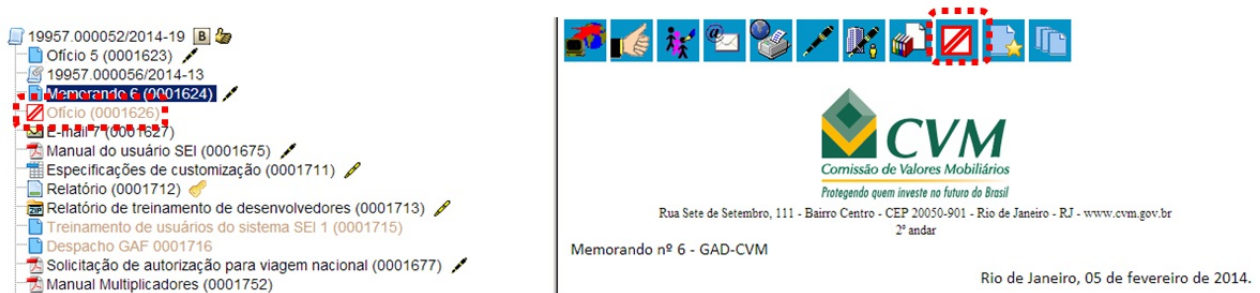 19957.000052/2014-19 B
Ofício 5 (0001623)
19957.000056/2014-13
Memorando 6 (0001624)
Ofício (0001626)
E-mail 7 (0001627)
Manual do usuário SEI (0001675)
Especificações de customização (0001711)
Relatório (0001712)
Relatório de treinamento de desenvolvedores (0001713)
Treinamento de usuários do sistema SEI 1 (0001715)
Despacho GAF 0001716
Solicitação de autorização para viagem nacional (0001677)
Manual Multiplicadores (0001752)
CVM
Comissão de Valores Mobiliários
Protegendo quem investe no futuro do Brasil
Rua Sete de Setembro, 111 - Bairro Centro - CEP 20050-901 - Rio de Janeiro - RJ - www.cvm.gov.br
2º andar
Memorando nº 6 - GAD-CVM
Rio de Janeiro, 05 de fevereiro de 2014.